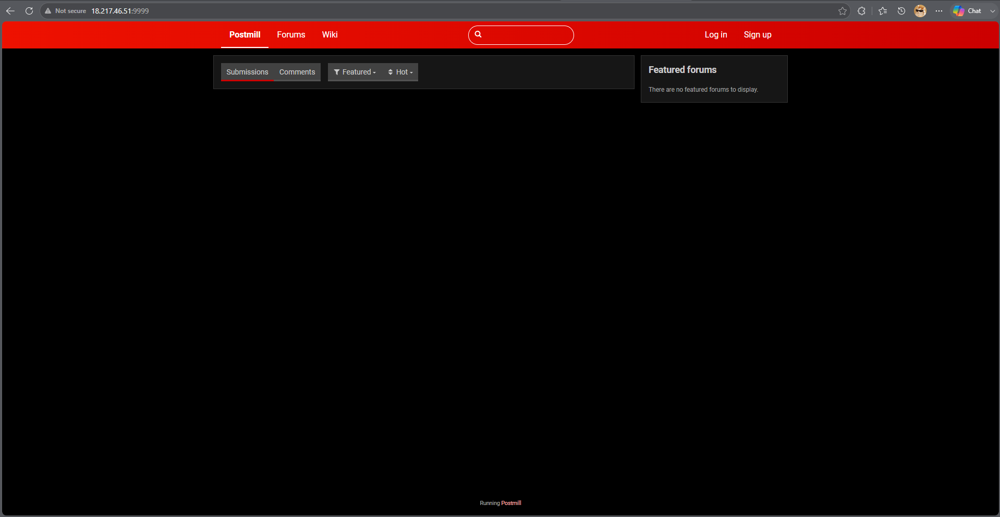 Not secure 18.217.46.51:9999 Chat
Postmill Forums Wiki Log in Sign up
Submissions Comments Featured Hot
Featured forums
There are no featured forums to display.
Running Postmill